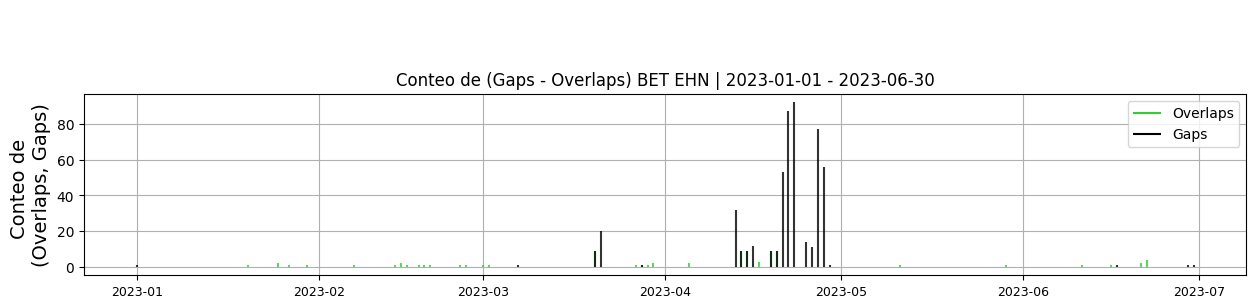 Conteo de (Gaps - Overlaps) BET EHN | 2023-01-01 - 2023-06-30
Conteo de
(Overlaps, Gaps)
80
60
40
20
0
Overlaps
Gaps
2023-01
2023-02
2023-03
2023-04
2023-05
2023-06
2023-07